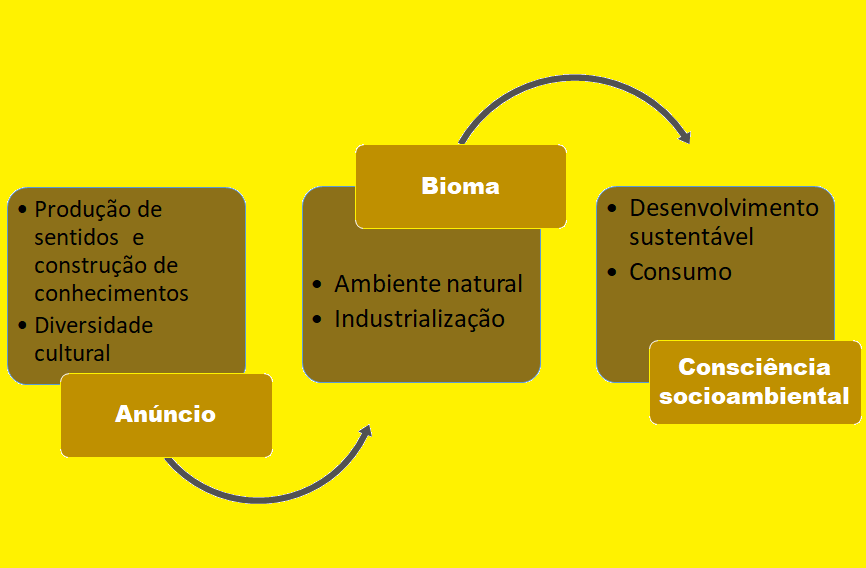 • Produção de
sentidos e
construção de
conhecimentos
• Diversidade
cultural
Anúncio
Bioma
• Ambiente natural
• Industrialização
• Desenvolvimento
sustentável
• Consumo
Consciência
socioambiental